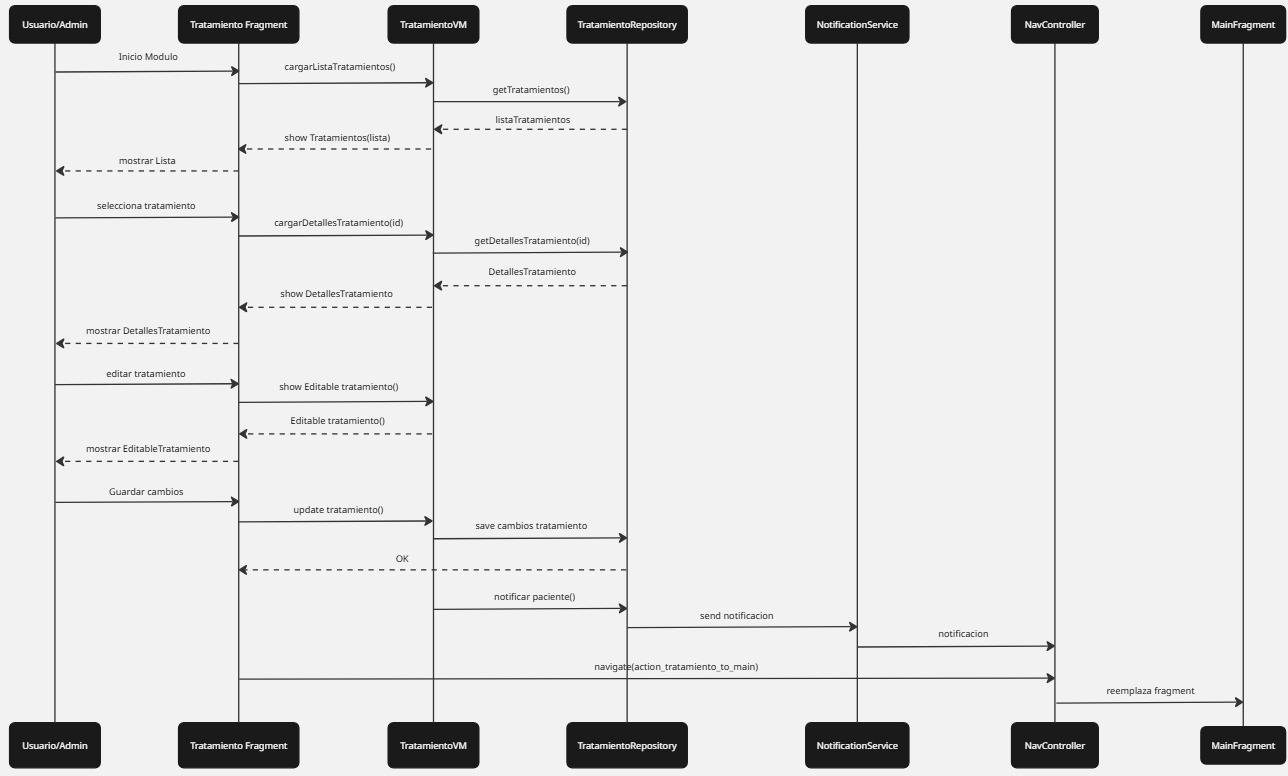 Usuario/Admin
Tratamiento Fragment
TratamientoVM
TratamientoRepository
NotificationService
NavController
MainFragment
Inicio Modulo
cargarListaTratamientos()
getTratamientos()
listaTratamientos
show Tratamientos(lista)
mostrar Lista
selecciona tratamiento
cargarDetallesTratamiento(id)
getDetallesTratamiento(id)
DetallesTratamiento
show DetallesTratamiento
mostrar DetallesTratamiento
editar tratamiento
show Editable tratamiento()
Editable tratamiento()
mostrar EditableTratamiento
Guardar cambios
update tratamiento()
save cambios tratamiento
OK
notificar paciente()
send notificacion
notificacion
navigate(action_tratamiento_to_main)
reemplaza fragment
Usuario/Admin
Tratamiento Fragment
TratamientoVM
TratamientoRepository
NotificationService
NavController
MainFragment